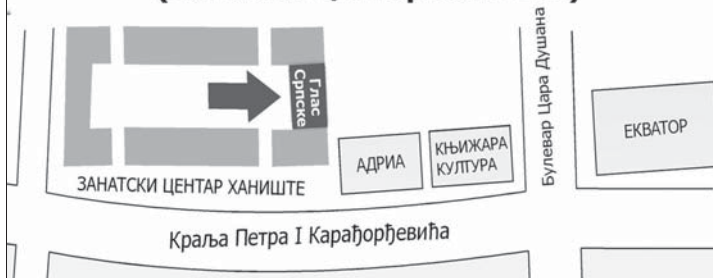 Глас
Српске
Булевар Цара Душана
ЕКВАТОР
АДРИА
КЊИЖАРА
КУЛТУРА
ЗАНАТСКИ ЦЕНТАР ХАНИШТЕ
Краља Петра I Карађорђевића